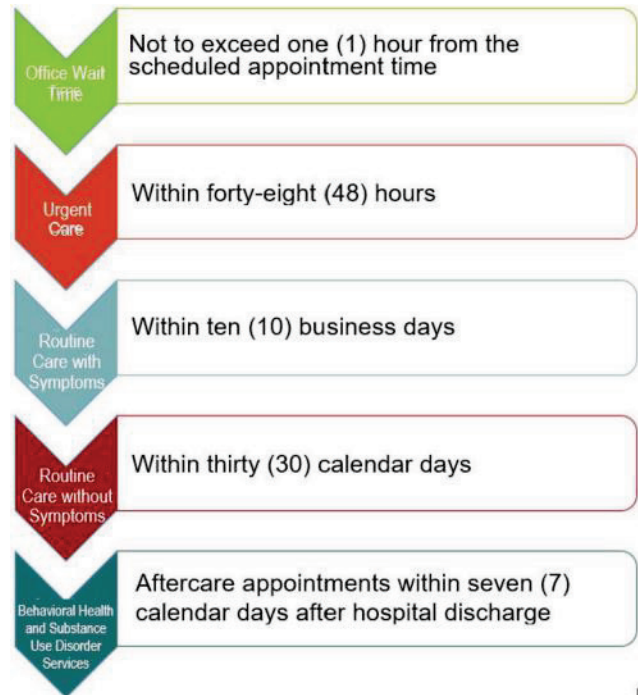 Office Wait
Time
Not to exceed one (1) hour from the
scheduled appointment time
Urgent
Care
Within forty-eight (48) hours
Routine
Care with
Symptoms
Within ten (10) business days
Routine
Care without
Symptoms
Within thirty (30) calendar days
Behavioral Health
and Substance
Use Disorder
Services
Aftercare appointments within seven (7)
calendar days after hospital discharge